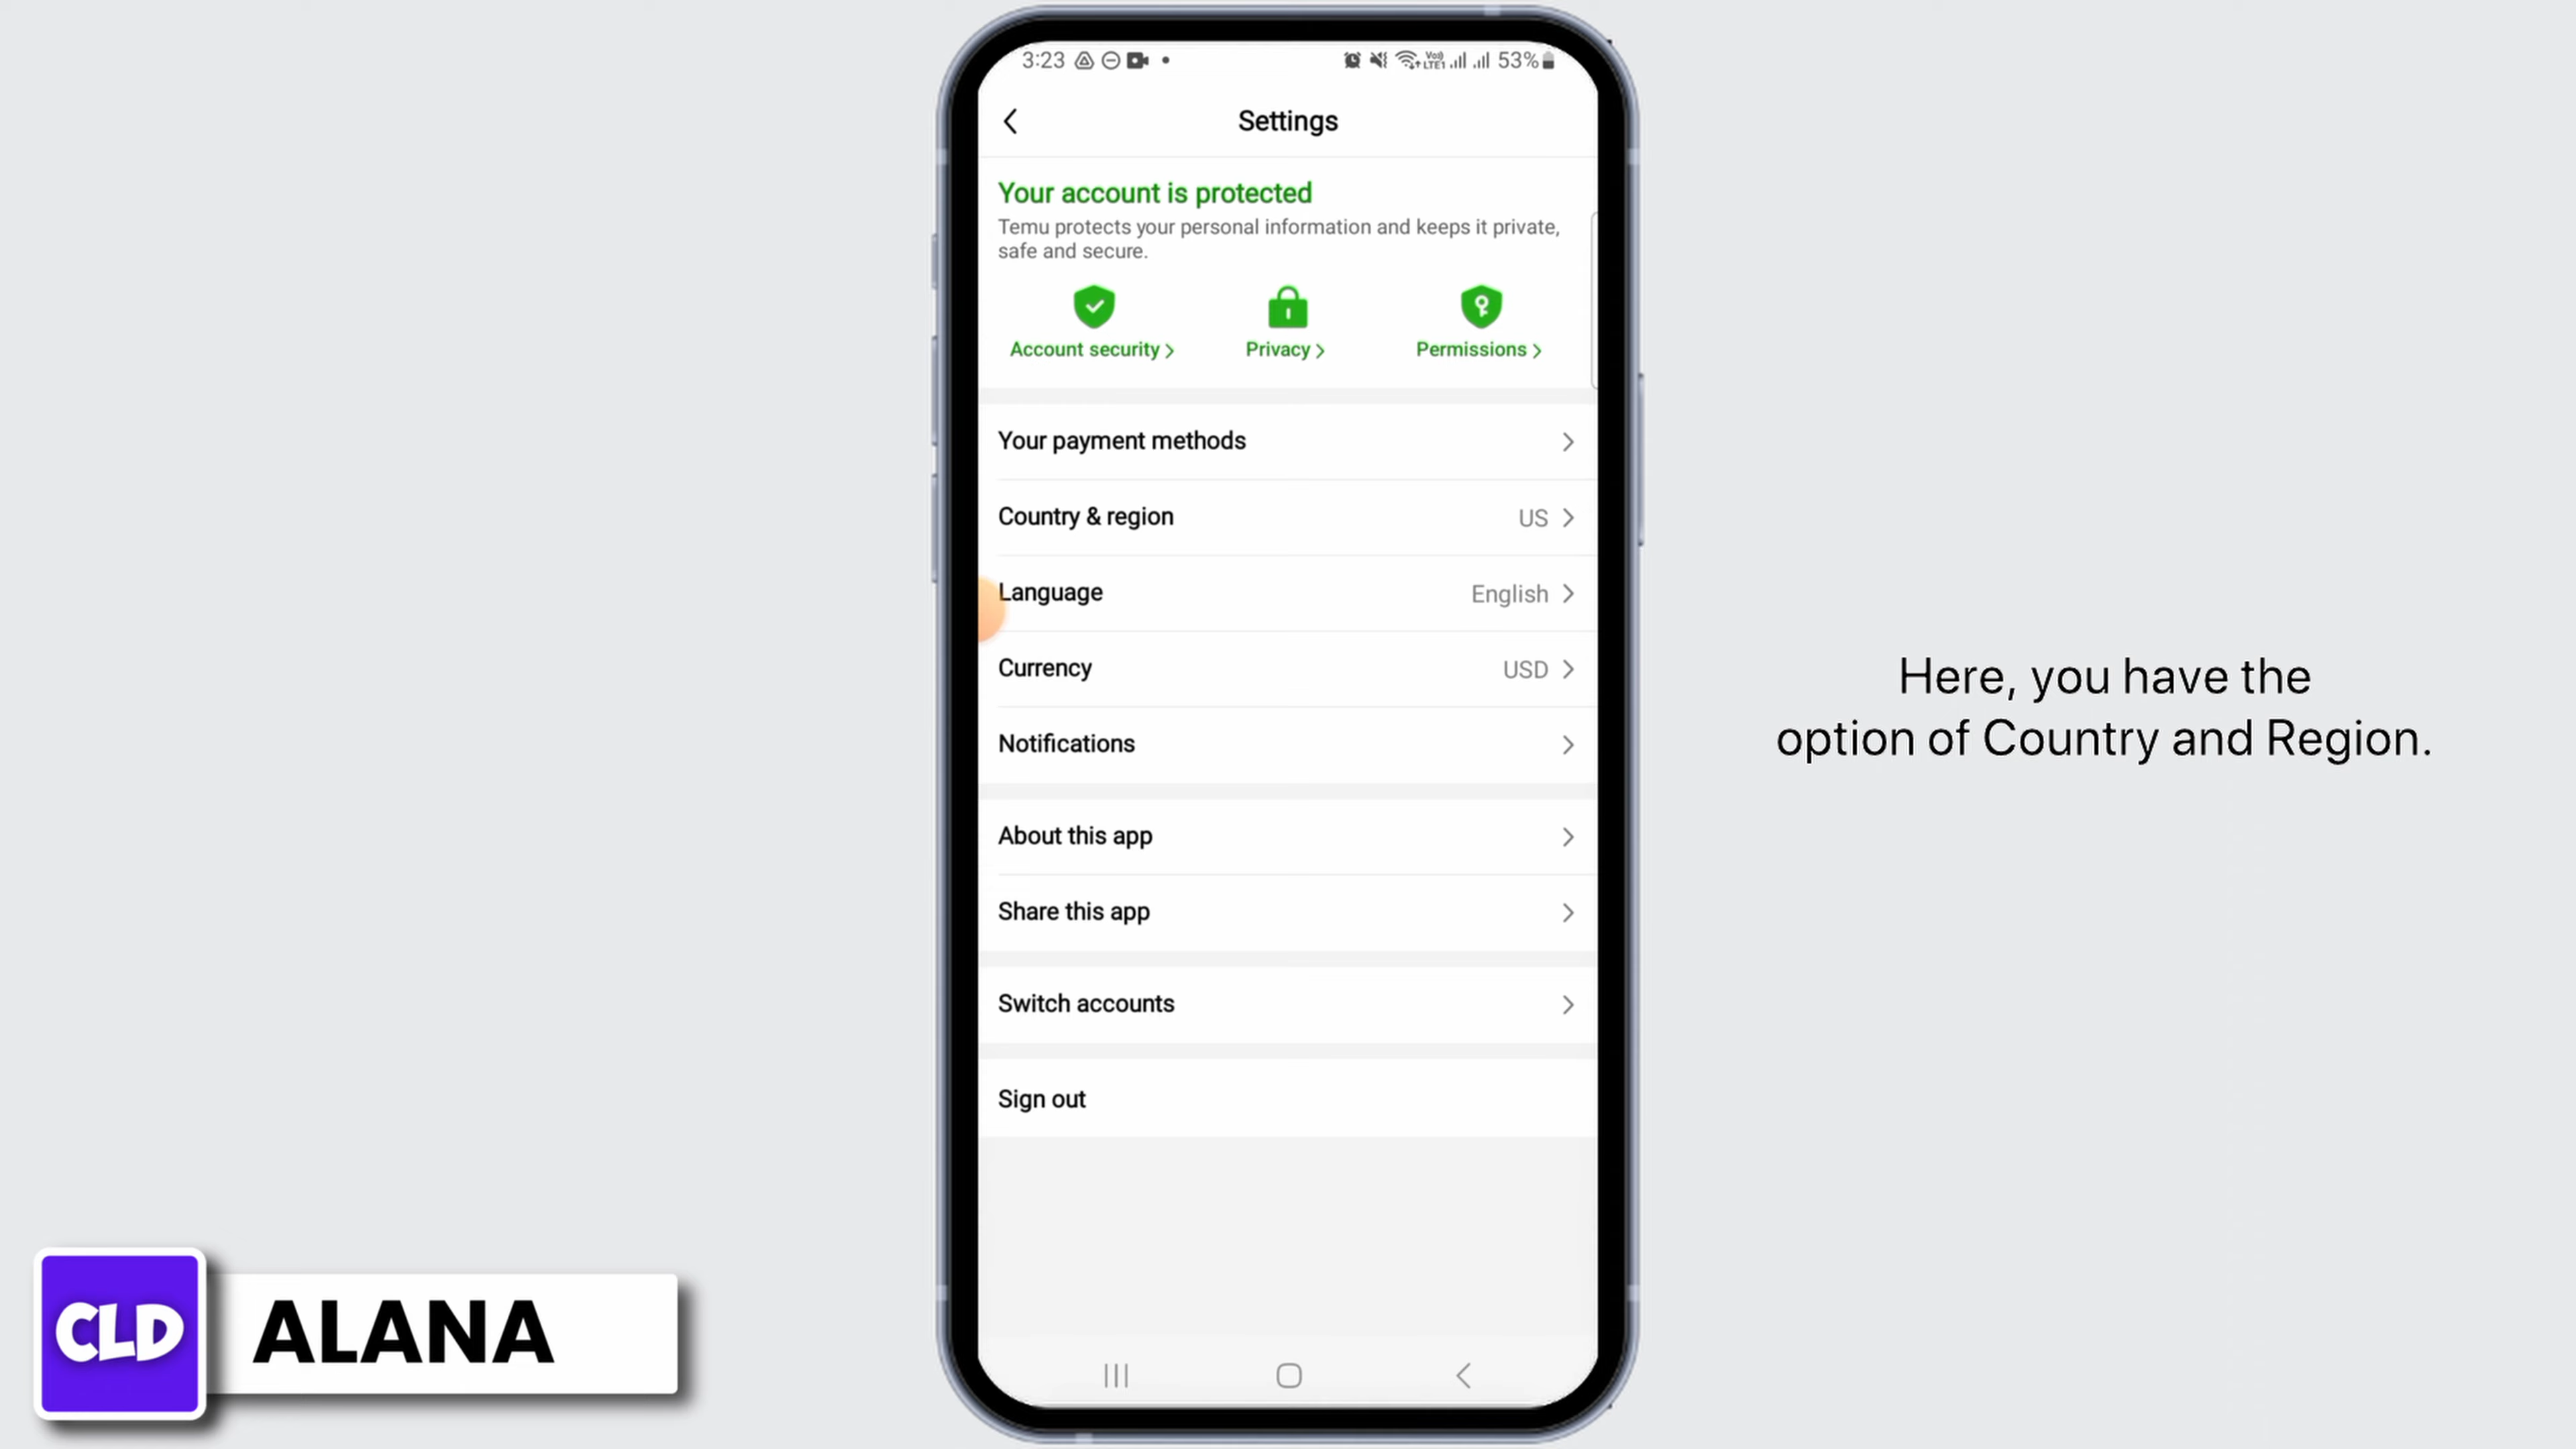 3:23
53%
Settings
Your account is protected
Temu protects your personal information and keeps it private,
safe and secure.
Account security
Privacy
Permissions
Your payment methods
Country & region US
Language English
Currency USD
Notifications
About this app
Share this app
Switch accounts
Sign out
Here, you have the
option of Country and Region.
CLD
ALANA